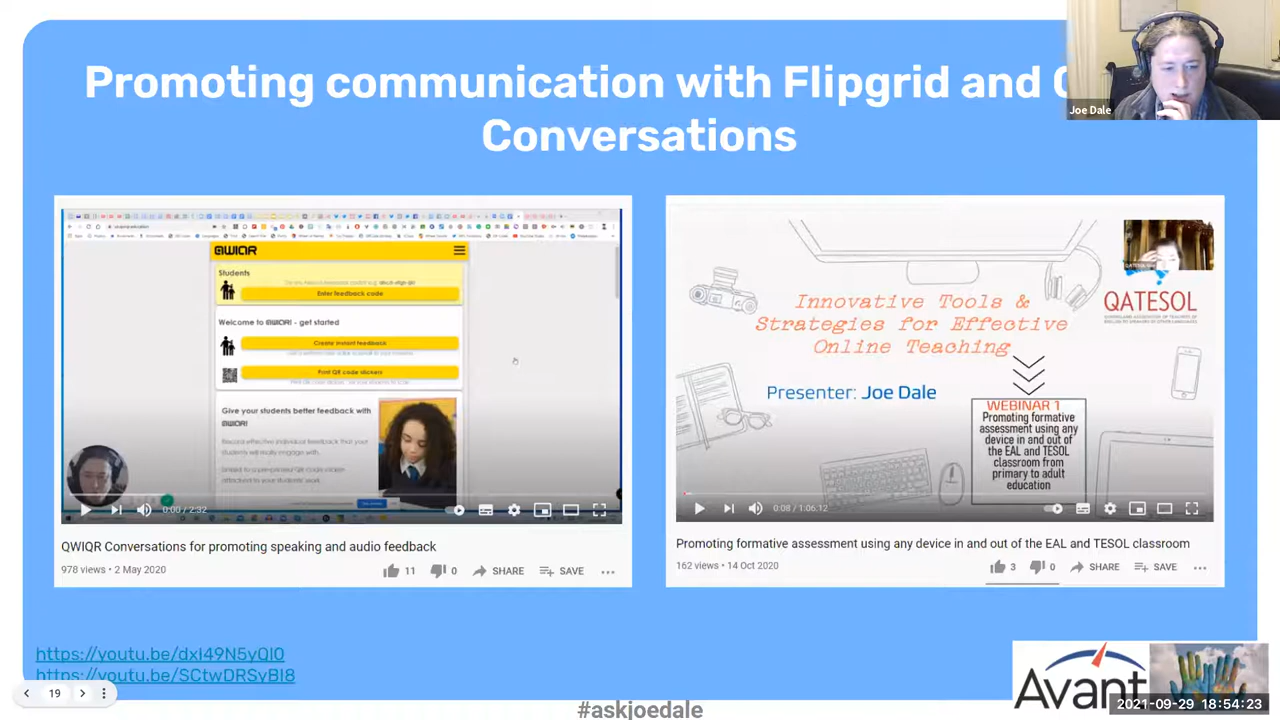 Promoting communication with Flipgrid and
Conversations
Joe Dale
QWIQR
Students
Enter feedback code
Welcome to QWIQR! - get started
Create instant feedback
Print QR code stickers
Give your students better feedback with
QWIQR!
0:00 / 2:32
QWIQR Conversations for promoting speaking and audio feedback
978 views • 2 May 2020
11
0
SHARE
SAVE
Innovative Tools &
Strategies for Effective
Online Teaching
QATESOL
Presenter: Joe Dale
WEBINAR 1
Promoting formative
assessment using any
device in and out of
the EAL and TESOL
classroom from
primary to adult
education
0:08 / 1:06:12
Promoting formative assessment using any device in and out of the EAL and TESOL classroom
162 views • 14 Oct 2020
3
0
SHARE
SAVE
https://youtu.be/dxI49N5yQI0
https://youtu.be/SCtwDRSyBI8
19
#askjoedale
Avant
2021-09-29 18:54:23